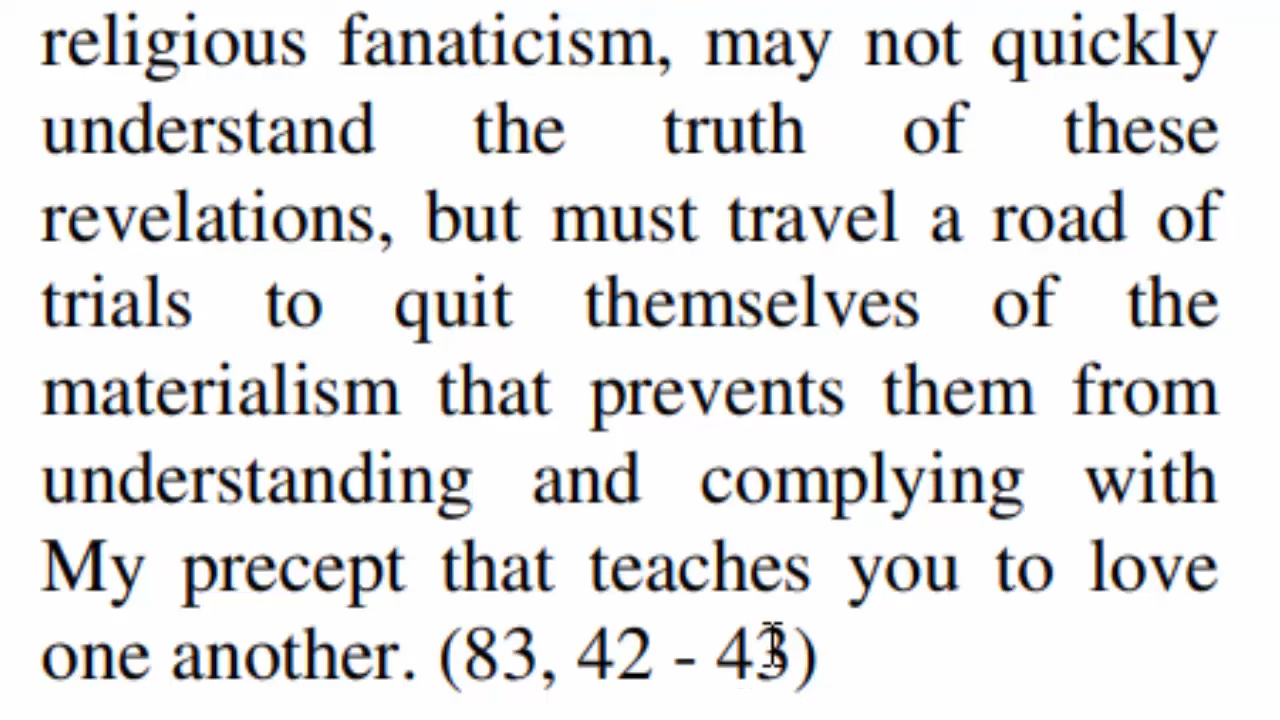 religious fanaticism, may not quickly
understand the truth of these
revelations, but must travel a road of
trials to quit themselves of the
materialism that prevents them from
understanding and complying with
My precept that teaches you to love
one another. (83, 42 - 43)